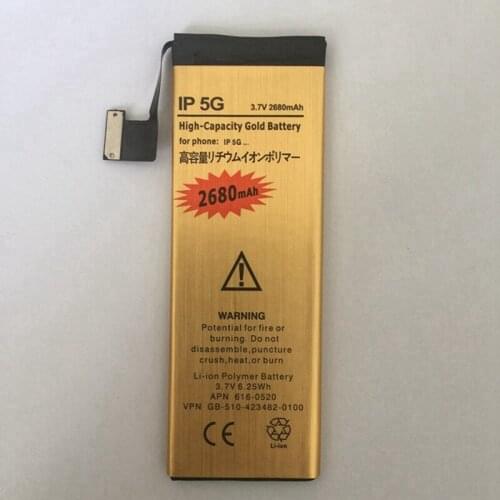 IP 5G 3.7V 2680mAh
High-Capacity Gold Battery
for phone: IP 5G ...
高容量リチウムイオンポリマー
2680mAh
WARNING
Potential for fire or
burning. Do not
disassemble,puncture
crush,heat,or burn
Li-ion Polymer Battery
3.7V 6.25Wh
APN 616-0520
VPN GB-510-423482-0100
CE
Li-ion